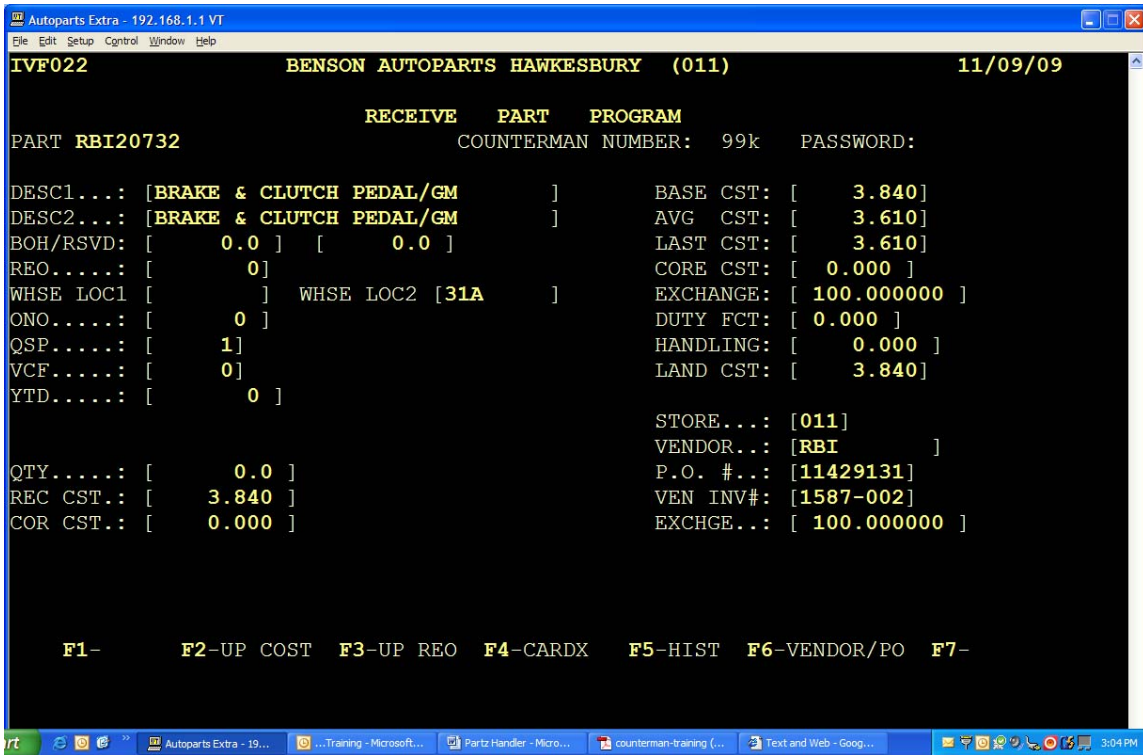 Autoparts Extra - 192.168.1.1 VT
File Edit Setup Control Window Help
IVF022 BENSON AUTOPARTS HAWKESBURY (011) 11/09/09
RECEIVE PART PROGRAM
PART RBI20732 COUNTERMAN NUMBER: 99k PASSWORD:
DESC1...: [BRAKE & CLUTCH PEDAL/GM ] BASE CST: [ 3.840]
DESC2...: [BRAKE & CLUTCH PEDAL/GM ] AVG CST: [ 3.610]
BOH/RSVD: [ 0.0 ] [ 0.0 ] LAST CST: [ 3.610]
REO.....: [ 0] CORE CST: [ 0.000 ]
WHSE LOC1 [ ] WHSE LOC2 [31A ] EXCHANGE: [ 100.000000 ]
ONO.....: [ 0 ] DUTY FCT: [ 0.000 ]
QSP.....: [ 1] HANDLING: [ 0.000 ]
VCF.....: [ 0] LAND CST: [ 3.840]
YTD.....: [ 0 ]
STORE...: [011]
VENDOR..: [RBI ]
QTY.....: [ 0.0 ] P.O. #..: [11429131]
REC CST.: [ 3.840 ] VEN INV#: [1587-002]
COR CST.: [ 0.000 ] EXCHGE..: [ 100.000000 ]
F1- F2-UP COST F3-UP REO F4-CARDX F5-HIST F6-VENDOR/PO F7-
rt » Autoparts Extra - 19... ...Training - Microsoft... Partz Handler - Micro... counterman-training (... Text and Web - Goog... 3:04 PM